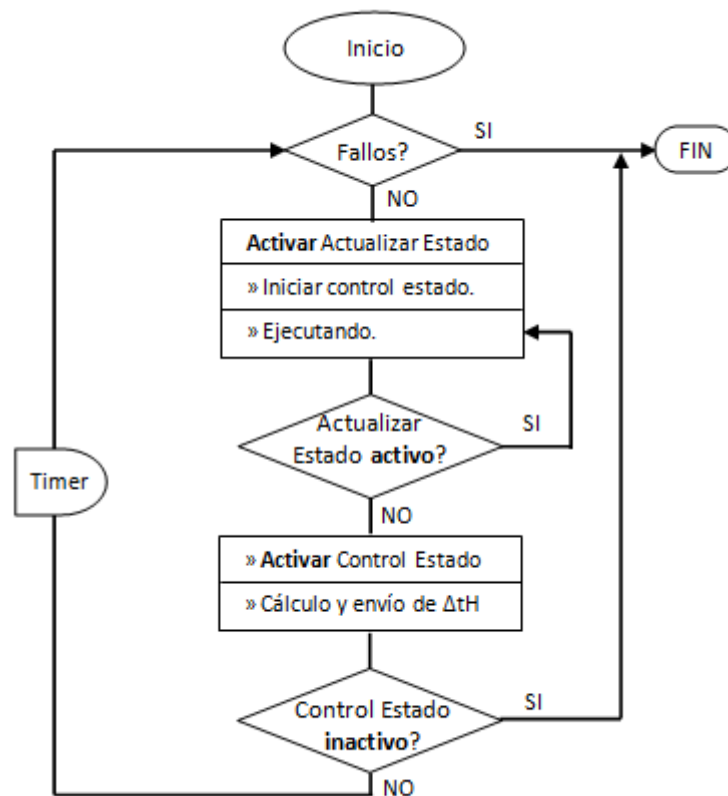 Inicio
Fallos?
SI
FIN
NO
Activar Actualizar Estado
» Iniciar control estado.
» Ejecutando.
Actualizar
Estado activo?
SI
Timer
NO
» Activar Control Estado
» Cálculo y envío de ΔtH
Control Estado
inactivo?
SI
NO